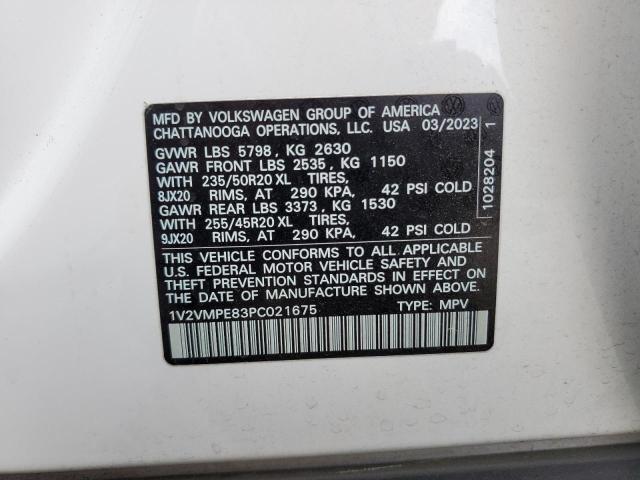 MFD BY VOLKSWAGEN GROUP OF AMERICA
CHATTANOOGA OPERATIONS, LLC. USA 03/2023
GVWR LBS 5798, KG 2630
GAWR FRONT LBS 2535, KG 1150
WITH 235/50R20 XL TIRES,
8JX20 RIMS, AT 290 KPA, 42 PSI COLD
GAWR REAR LBS 3373, KG 1530
WITH 255/45R20 XL TIRES,
9JX20 RIMS, AT 290 KPA, 42 PSI COLD
THIS VEHICLE CONFORMS TO ALL APPLICABLE
U.S. FEDERAL MOTOR VEHICLE SAFETY AND
THEFT PREVENTION STANDARDS IN EFFECT ON
THE DATE OF MANUFACTURE SHOWN ABOVE.
1V2VMPE83PC021675 TYPE: MPV
1028204 1